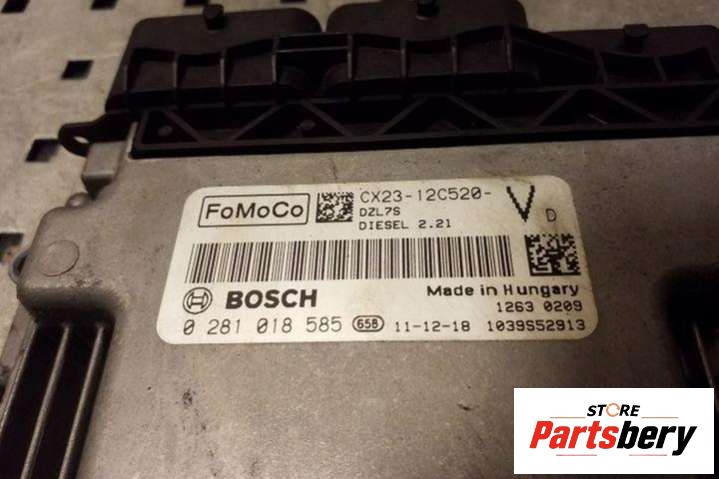 FoMoCo
CX23-12C520- V
DZL7S
DIESEL 2.2l
D
BOSCH
Made in Hungary
1263 0209
0 281 018 585 65B 11-12-18 1039S52913
STORE
Partsbery